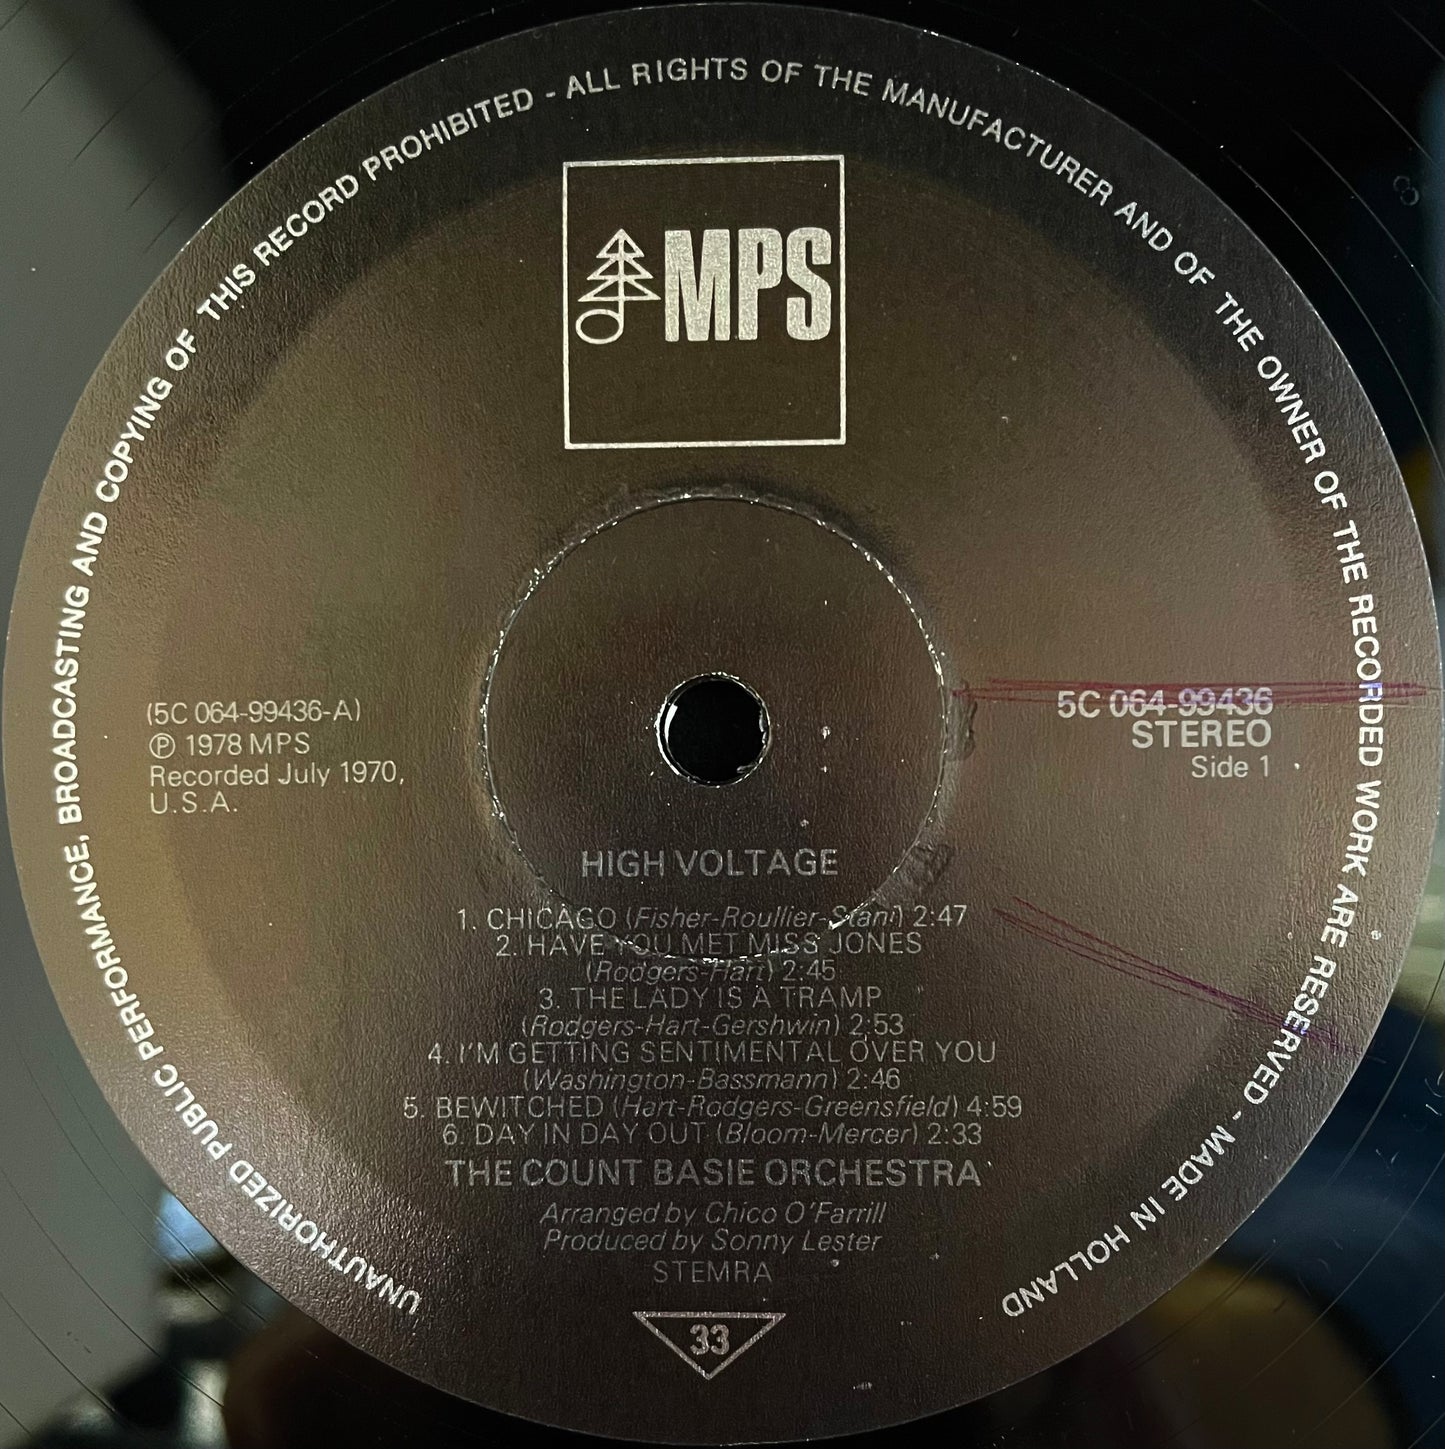 UNAUTHORIZED PUBLIC PERFORMANCE, BROADCASTING AND COPYING OF THIS RECORD PROHIBITED - ALL RIGHTS OF THE MANUFACTURER AND OF THE OWNER OF THE RECORDED WORK ARE RESERVED - MADE IN HOLLAND
MPS
(5C 064-99436-A)
℗ 1978 MPS
Recorded July 1970,
U.S.A.
5C 064-99436
STEREO
Side 1
HIGH VOLTAGE
1. CHICAGO (Fisher-Roullier-Stani) 2:47
2. HAVE YOU MET MISS JONES
(Rodgers-Hart) 2:45
3. THE LADY IS A TRAMP
(Rodgers-Hart-Gershwin) 2:53
4. I'M GETTING SENTIMENTAL OVER YOU
(Washington-Bassmann) 2:46
5. BEWITCHED (Hart-Rodgers-Greensfield) 4:59
6. DAY IN DAY OUT (Bloom-Mercer) 2:33
THE COUNT BASIE ORCHESTRA
Arranged by Chico O'Farrill
Produced by Sonny Lester
STEMRA
33